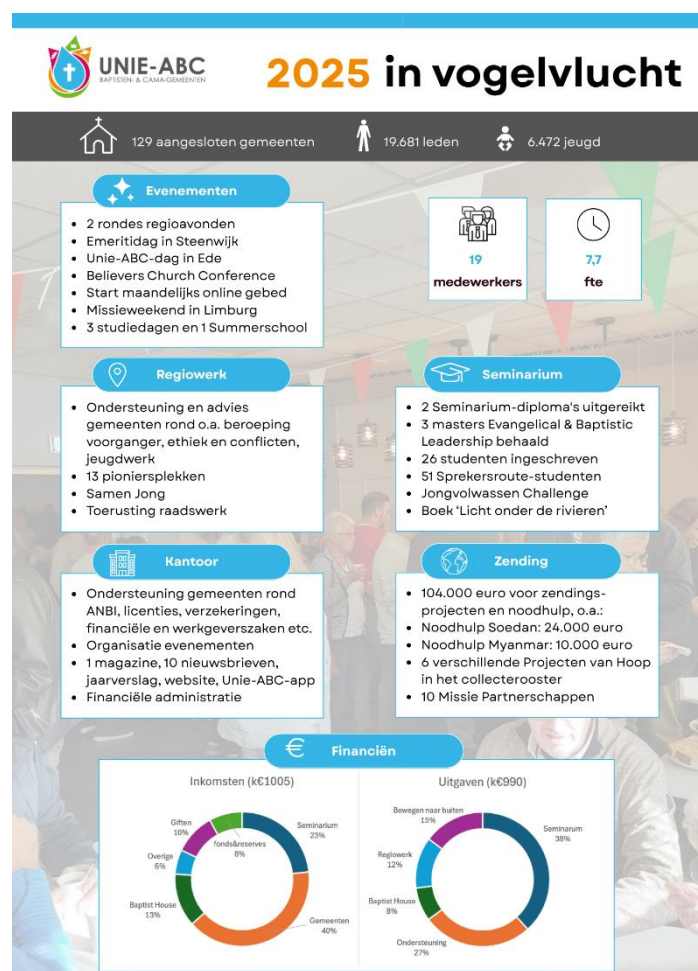 UNIE-ABC
BAPTISTEN- & CAMA-GEMEENTEN
2025 in vogelvlucht
129 aangesloten gemeenten
19.681 leden
6.472 jeugd
Evenementen
• 2 rondes regioavonden
• Emeritidag in Steenwijk
• Unie-ABC-dag in Ede
• Believers Church Conference
• Start maandelijks online gebed
• Missieweekend in Limburg
• 3 studiedagen en 1 Summerschool
19
medewerkers
7,7
fte
Regiowerk
• Ondersteuning en advies
gemeenten rond o.a. beroeping
voorganger, ethiek en conflicten,
jeugdwerk
• 13 pioniersplekken
• Samen Jong
• Toerusting raadswerk
Seminarium
• 2 Seminarium-diploma's uitgereikt
• 3 masters Evangelical & Baptistic
Leadership behaald
• 26 studenten ingeschreven
• 51 Sprekersroute-studenten
• Jongvolwassen Challenge
• Boek ‘Licht onder de rivieren’
Kantoor
• Ondersteuning gemeenten rond
ANBI, licenties, verzekeringen,
financiële en werkgeverszaken etc.
• Organisatie evenementen
• 1 magazine, 10 nieuwsbrieven,
jaarverslag, website, Unie-ABC-app
• Financiële administratie
Zending
• 104.000 euro voor zendings-
projecten en noodhulp, o.a.:
• Noodhulp Soedan: 24.000 euro
• Noodhulp Myanmar: 10.000 euro
• 6 verschillende Projecten van Hoop
in het collecterooster
• 10 Missie Partnerschappen
€ Financiën
Inkomsten (k€1005)
Giften
10%
fonds&reserves
8%
Seminarium
23%
Overige
6%
Baptist House
13%
Gemeenten
40%
Uitgaven (k€990)
Bewegen naar buiten
15%
Seminarum
38%
Regiowerk
12%
Baptist House
8%
Ondersteuning
27%